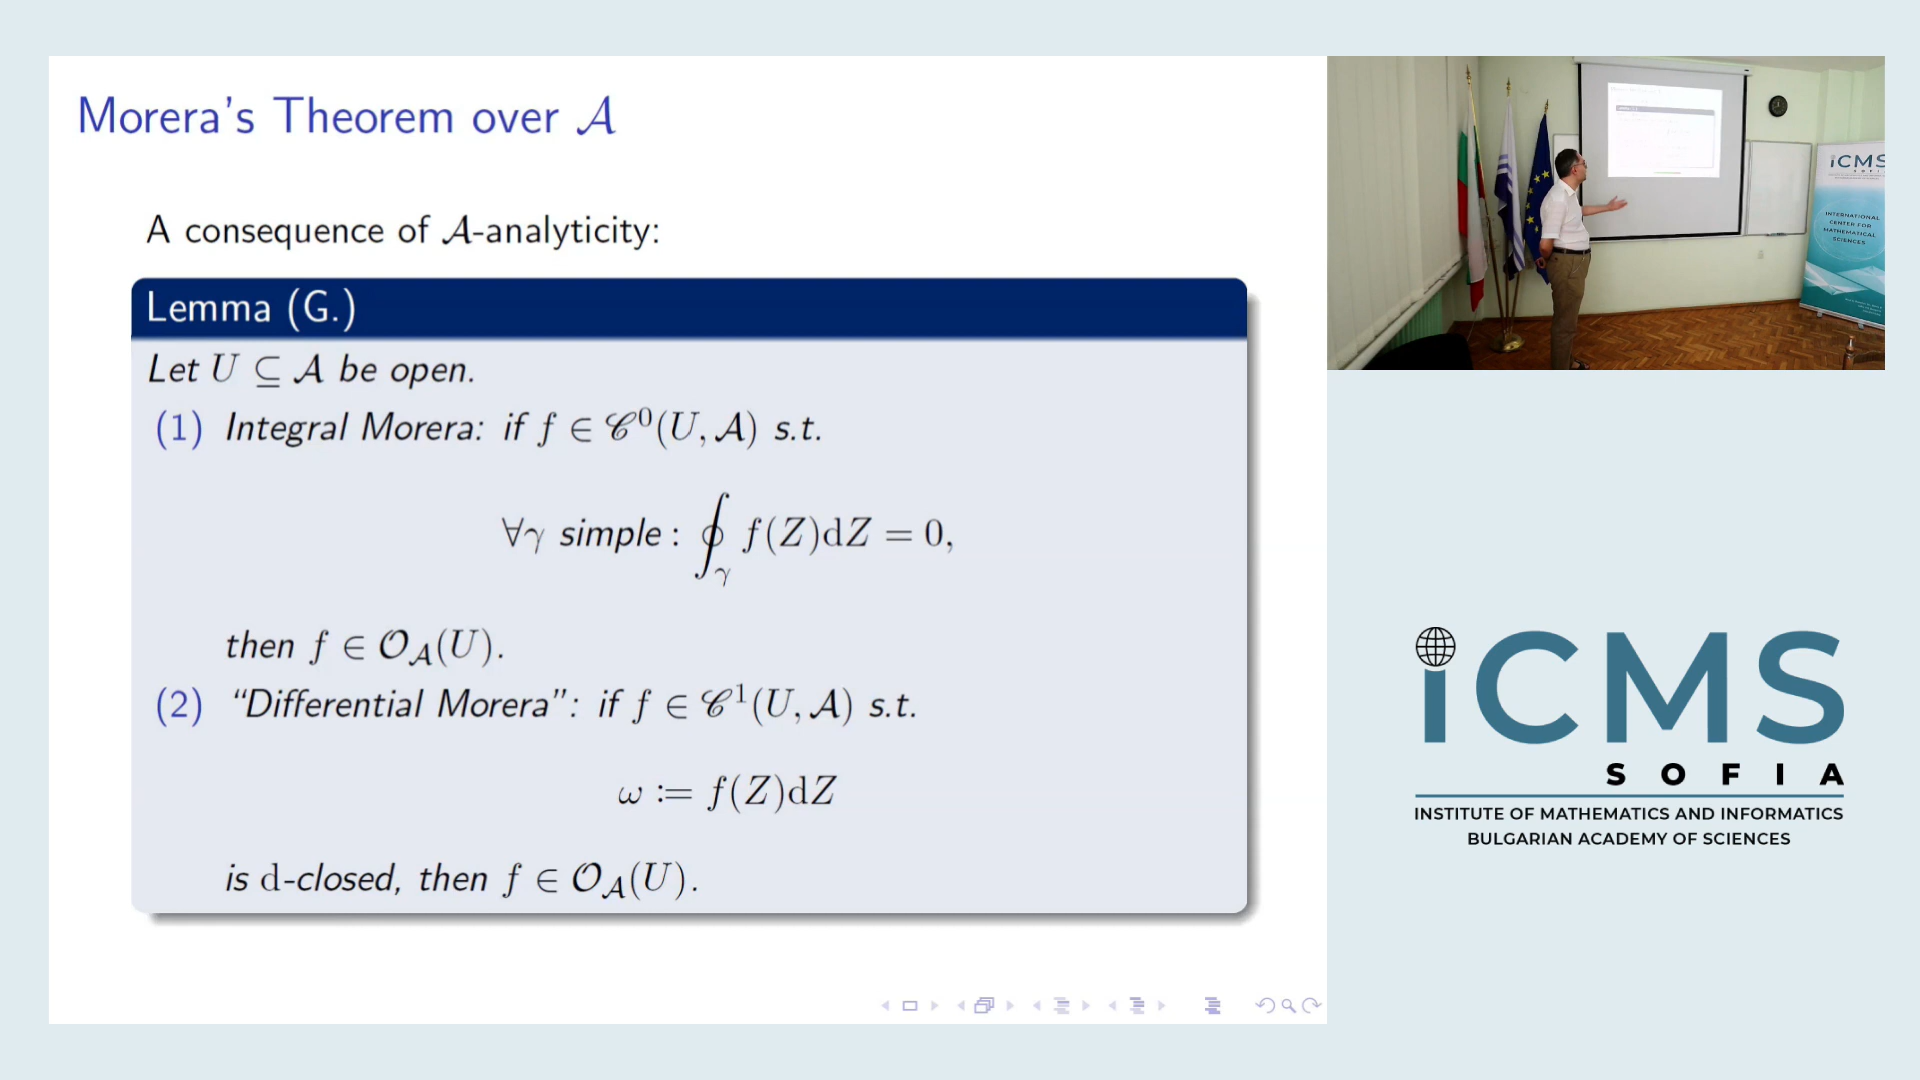 Morera's Theorem over 𝒜
A consequence of 𝒜-analyticity:
Lemma (G.)
Let U ⊆ 𝒜 be open.
(1) Integral Morera: if f ∈ 𝒞⁰(U, 𝒜) s.t.
∀γ simple : ∮_γ f(Z)dZ = 0,
then f ∈ 𝒪_𝒜(U).
(2) “Differential Morera”: if f ∈ 𝒞¹(U, 𝒜) s.t.
ω := f(Z)dZ
is d-closed, then f ∈ 𝒪_𝒜(U).
iCMS
INTERNATIONAL
CENTER FOR
MATHEMATICAL
SCIENCES
iCMS
SOFIA
INSTITUTE OF MATHEMATICS AND INFORMATICS
BULGARIAN ACADEMY OF SCIENCES